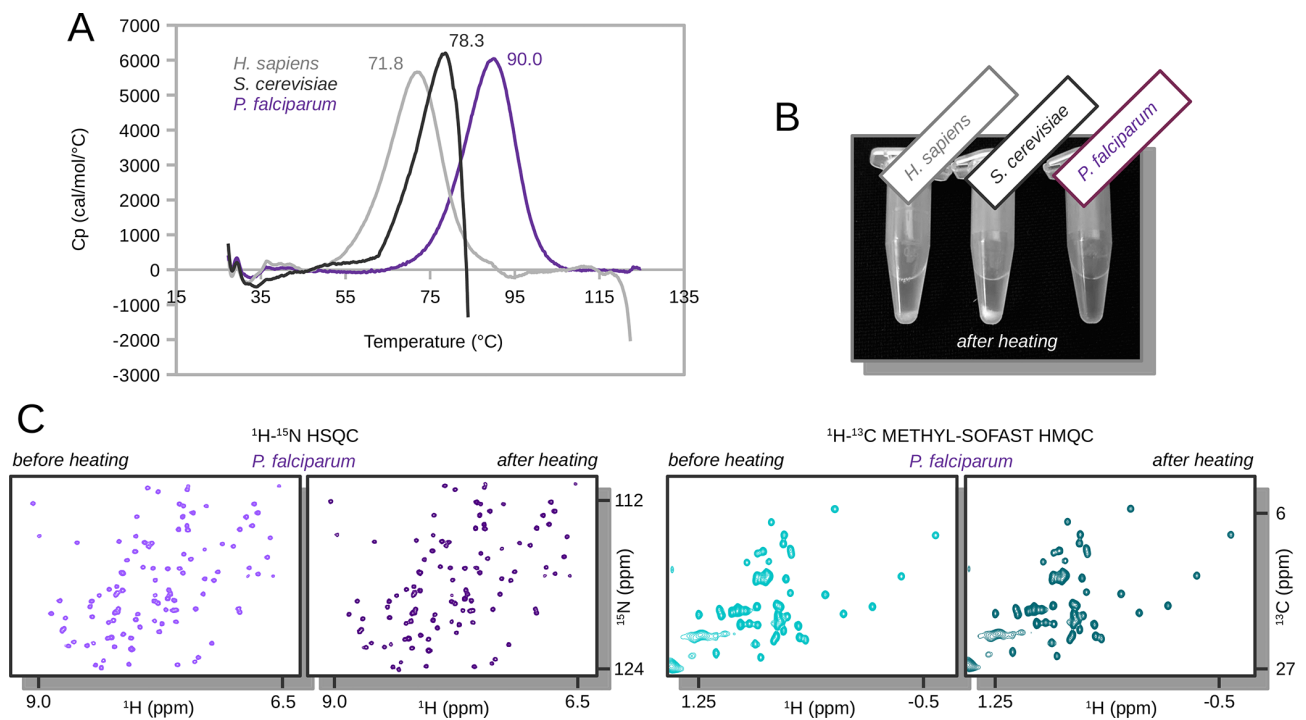 A
7000
6000
5000
4000
3000
2000
1000
0
-1000
-2000
-3000
Cp (cal/mol/°C)
H. sapiens
S. cerevisiae
P. falciparum
71.8
78.3
90.0
15 35 55 75 95 115 135
Temperature (°C)
B
H. sapiens
S. cerevisiae
P. falciparum
after heating
C
¹H-¹⁵N HSQC
before heating P. falciparum after heating
112
124
¹⁵N (ppm)
9.0 6.5 9.0 6.5
¹H (ppm) ¹H (ppm)
¹H-¹³C METHYL-SOFAST HMQC
before heating P. falciparum after heating
6
27
¹³C (ppm)
1.25 -0.5 1.25 -0.5
¹H (ppm) ¹H (ppm)